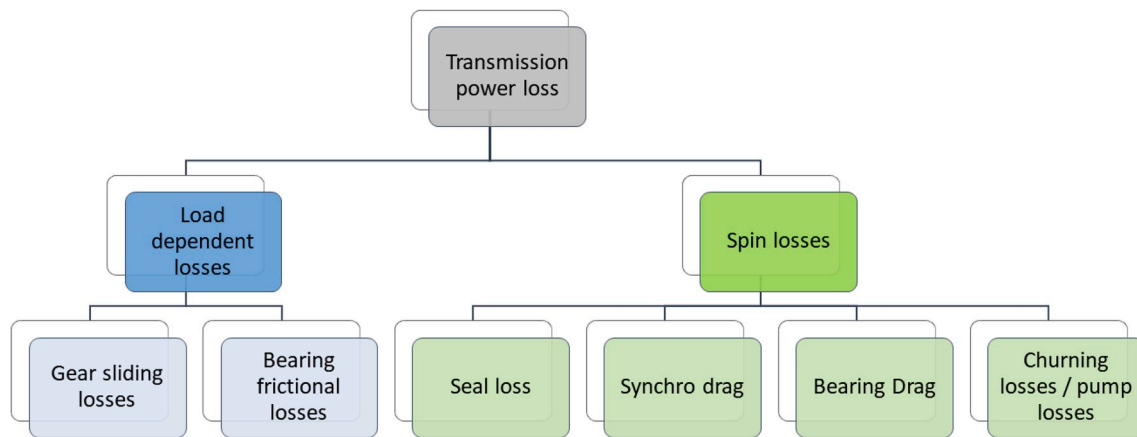 Transmission
power loss
Load
dependent
losses
Spin losses
Gear sliding
losses
Bearing
frictional
losses
Seal loss
Synchro drag
Bearing Drag
Churning
losses / pump
losses